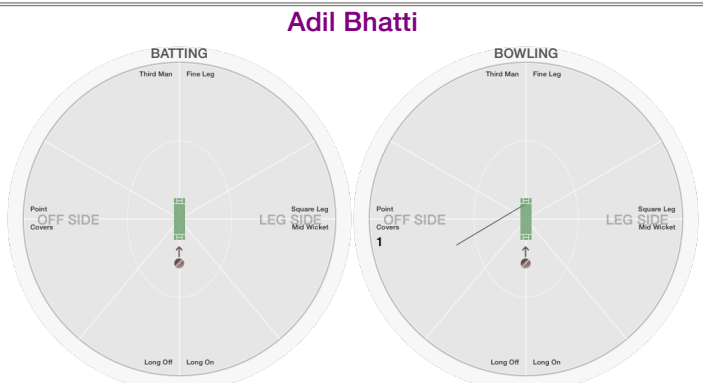 Adil Bhatti
BATTING
Third Man Fine Leg
Point
OFF SIDE
Covers
Square Leg
LEG SIDE
Mid Wicket
Long Off Long On
BOWLING
Third Man Fine Leg
Point
OFF SIDE
Covers
1
Square Leg
LEG SIDE
Mid Wicket
Long Off Long On